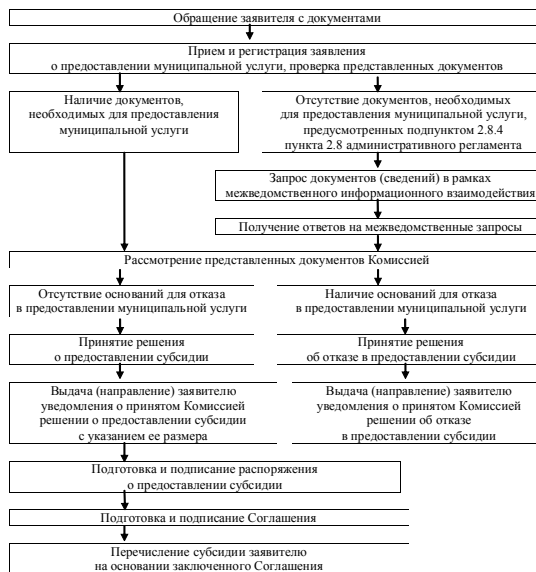 Обращение заявителя с документами
Прием и регистрация заявления
о предоставлении муниципальной услуги, проверка представленных документов
Наличие документов,
необходимых для предоставления
муниципальной услуги
Отсутствие документов, необходимых
для предоставления муниципальной услуги,
предусмотренных подпунктом 2.8.4
пункта 2.8 административного регламента
Запрос документов (сведений) в рамках
межведомственного информационного взаимодействия
Получение ответов на межведомственные запросы
Рассмотрение представленных документов Комиссией
Отсутствие оснований для отказа
в предоставлении муниципальной услуги
Наличие оснований для отказа
в предоставлении муниципальной услуги
Принятие решения
о предоставлении субсидии
Принятие решения
об отказе в предоставлении субсидии
Выдача (направление) заявителю
уведомления о принятом Комиссией
решении о предоставлении субсидии
с указанием ее размера
Выдача (направление) заявителю
уведомления о принятом Комиссией
решении об отказе
в предоставлении субсидии
Подготовка и подписание распоряжения
о предоставлении субсидии
Подготовка и подписание Соглашения
Перечисление субсидии заявителю
на основании заключенного Соглашения